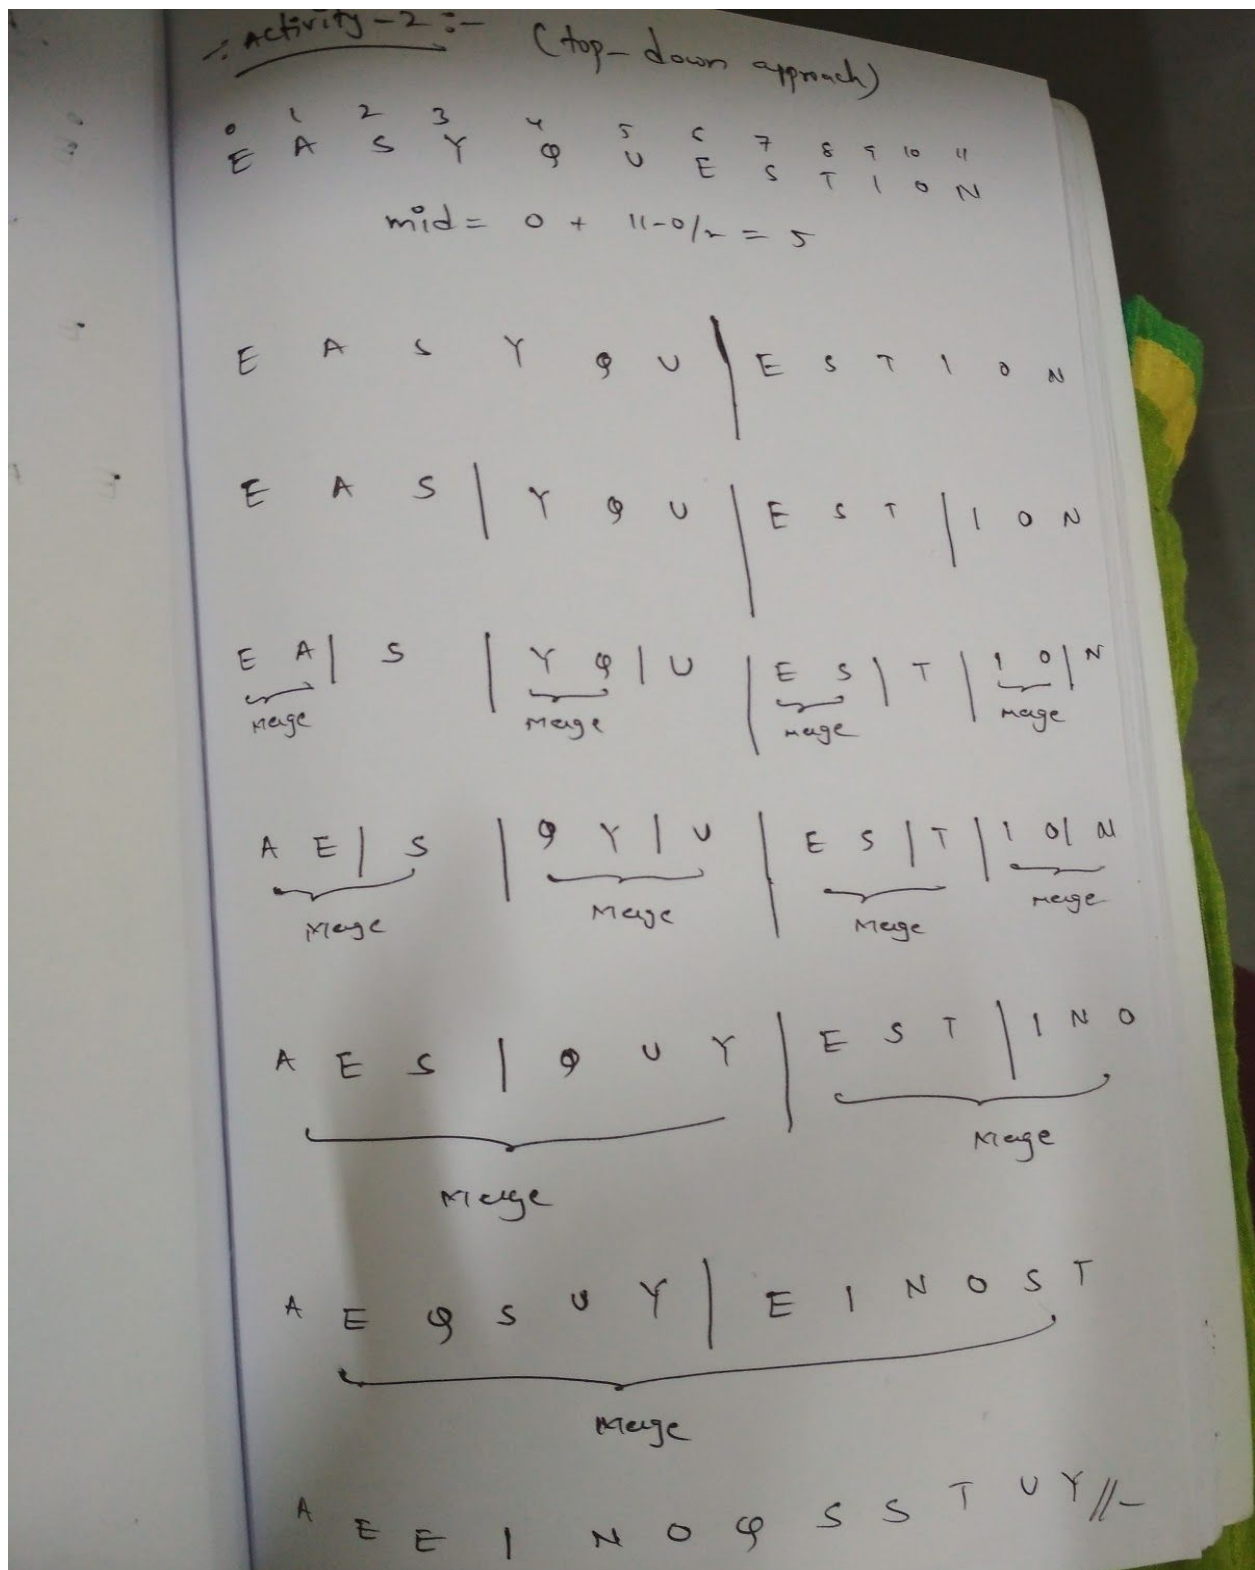 :- Activity - 2 :- (top-down approach)
0 1 2 3 4 5 6 7 8 9 10 11
E A S Y Q U E S T I O N
mid = 0 + 11-0/2 = 5
E A S Y Q U | E S T I O N
E A S | Y Q U | E S T | I O N
E A | S | Y Q | U | E S | T | I O | N
Merge Merge Merge Merge
A E | S | Q Y | U | E S | T | I O | N
Merge Merge Merge Merge
A E S | Q U Y | E S T | I N O
Merge Merge
A E Q S U Y | E I N O S T
Merge
A E E I N O Q S S T U Y //-